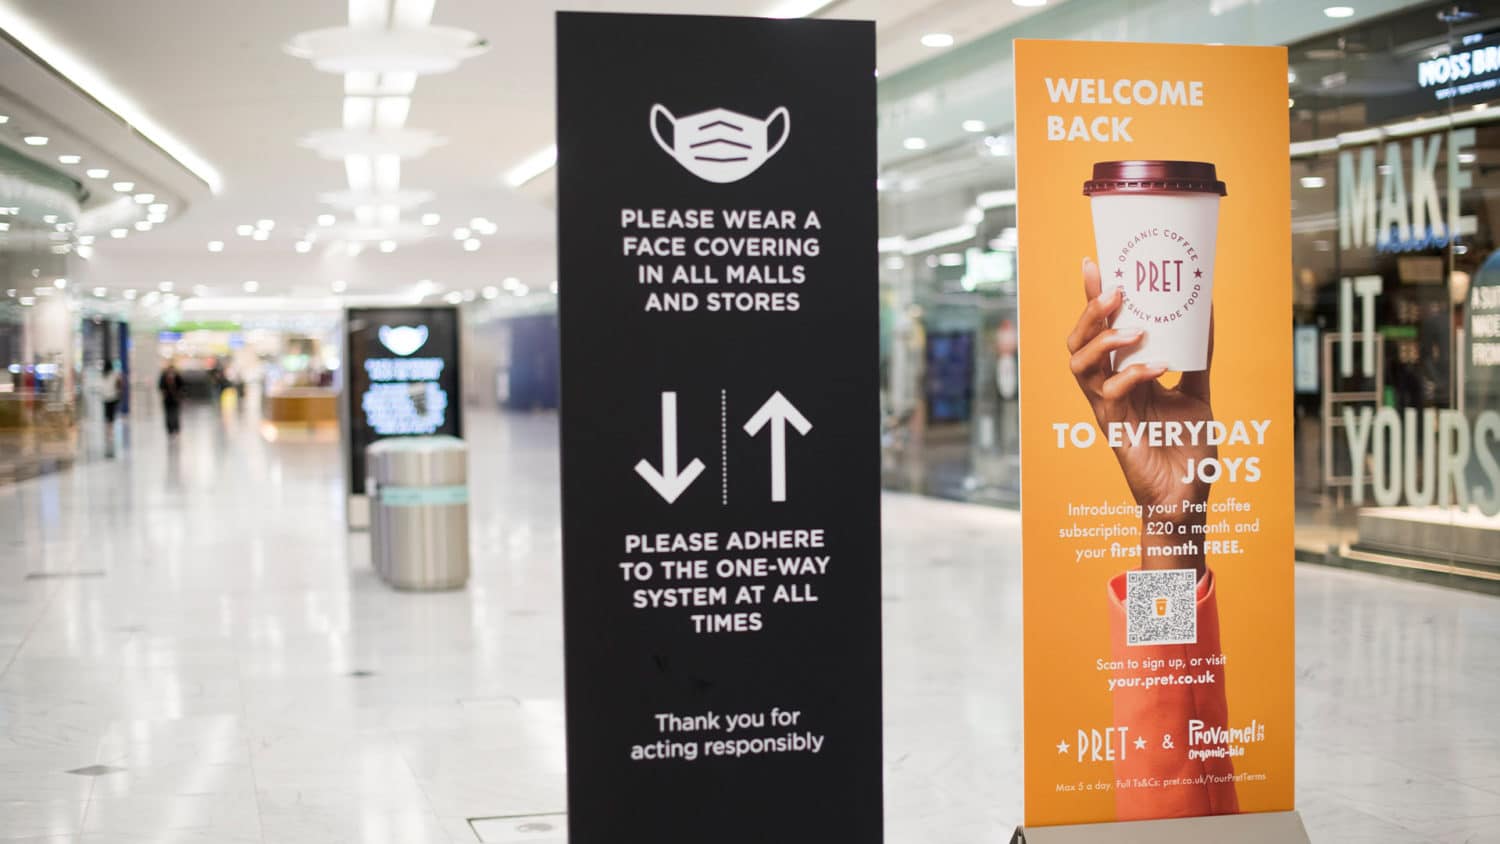 PLEASE WEAR A
FACE COVERING
IN ALL MALLS
AND STORES
PLEASE ADHERE
TO THE ONE-WAY
SYSTEM AT ALL
TIMES
Thank you for
acting responsibly
WELCOME
BACK
ORGANIC COFFEE
PRET
FRESHLY MADE FOOD
TO EVERYDAY
JOYS
Introducing your Pret coffee
subscription. £20 a month and
your first month FREE.
Scan to sign up, or visit
your.pret.co.uk
PRET & Provamel
Organic-bio
Max 5 a day. Full Ts&Cs: pret.co.uk/YourPretTerms
MOSS BR
MAKE
IT
YOURS